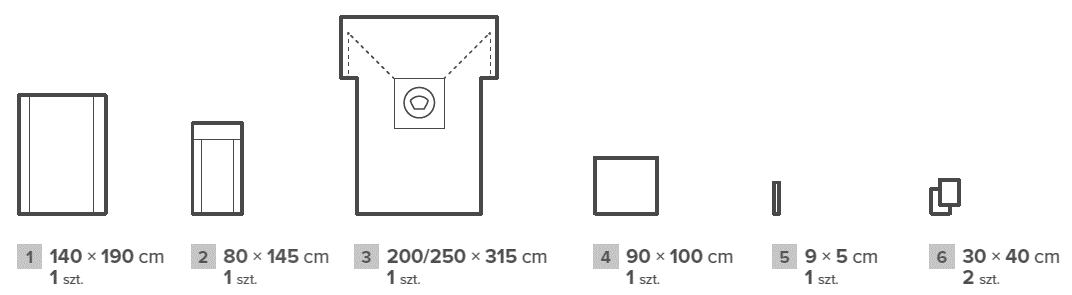 1 140 × 190 cm
1 szt.
2 80 × 145 cm
1 szt.
3 200/250 × 315 cm
1 szt.
4 90 × 100 cm
1 szt.
5 9 × 5 cm
1 szt.
6 30 × 40 cm
2 szt.